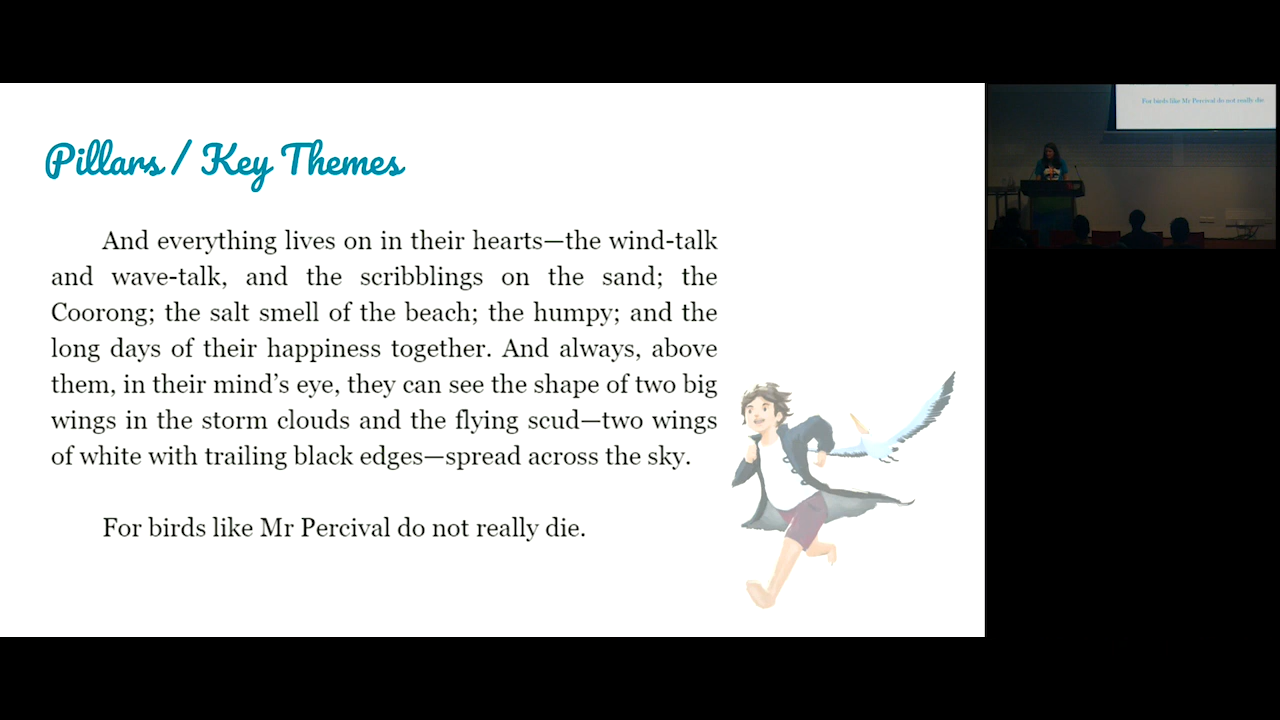 Pillars / Key Themes
And everything lives on in their hearts—the wind-talk
and wave-talk, and the scribblings on the sand; the
Coorong; the salt smell of the beach; the humpy; and the
long days of their happiness together. And always, above
them, in their mind's eye, they can see the shape of two big
wings in the storm clouds and the flying scud—two wings
of white with trailing black edges—spread across the sky.
For birds like Mr Percival do not really die.
For birds like Mr Percival do not really die